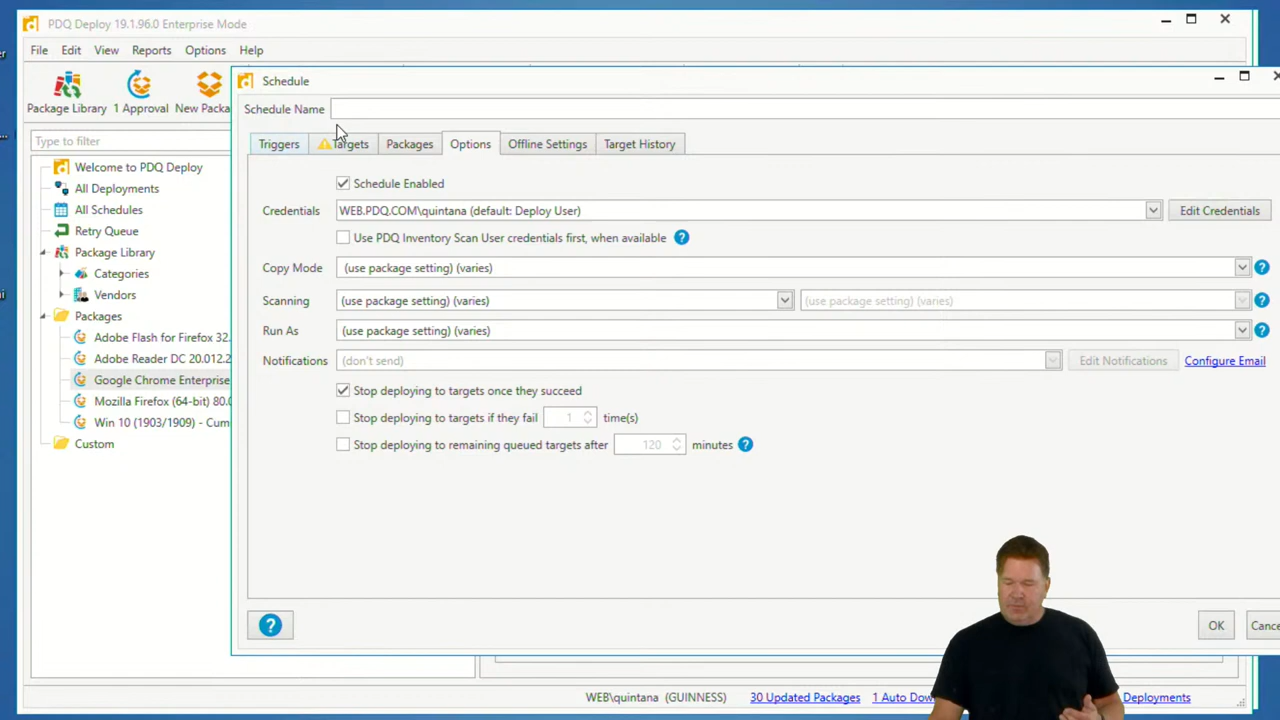 PDQ Deploy 19.1.96.0 Enterprise Mode
File Edit View Reports Options Help
Package Library 1 Approval New Packa
Schedule
Schedule Name
Type to filter
Triggers Targets Packages Options Offline Settings Target History
Welcome to PDQ Deploy
All Deployments
All Schedules
Retry Queue
Package Library
Categories
Vendors
Packages
Adobe Flash for Firefox 32.
Adobe Reader DC 20.012.2
Google Chrome Enterprise
Mozilla Firefox (64-bit) 80.0
Win 10 (1903/1909) - Cum
Custom
Schedule Enabled
Credentials WEB.PDQ.COM\quintana (default: Deploy User) Edit Credentials
Use PDQ Inventory Scan User credentials first, when available ?
Copy Mode (use package setting) (varies) ?
Scanning (use package setting) (varies) (use package setting) (varies) ?
Run As (use package setting) (varies) ?
Notifications (don't send) Edit Notifications Configure Email
Stop deploying to targets once they succeed
Stop deploying to targets if they fail 1 time(s)
Stop deploying to remaining queued targets after 120 minutes ?
? OK Cance
WEB\quintana (GUINNESS) 30 Updated Packages 1 Auto Down Deployments